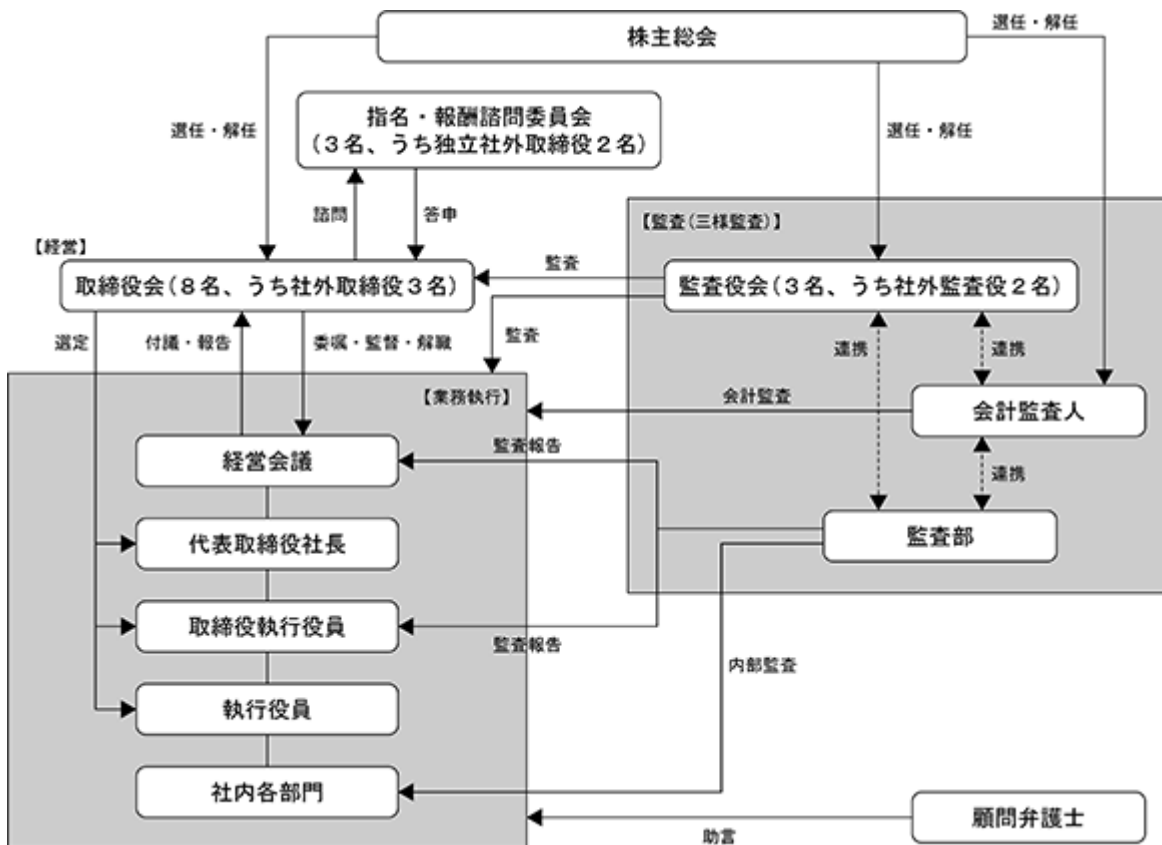 株主総会
選任・解任
選任・解任
選任・解任
指名・報酬諮問委員会
(3名、うち独立社外取締役2名)
諮問
答申
【経営】
【監査(三様監査)】
取締役会(8名、うち社外取締役3名)
監査
監査役会(3名、うち社外監査役2名)
選定
付議・報告
委嘱・監督・解職
監査
連携
連携
【業務執行】
会計監査
会計監査人
経営会議
監査報告
連携
代表取締役社長
監査部
取締役執行役員
監査報告
内部監査
執行役員
社内各部門
顧問弁護士
助言